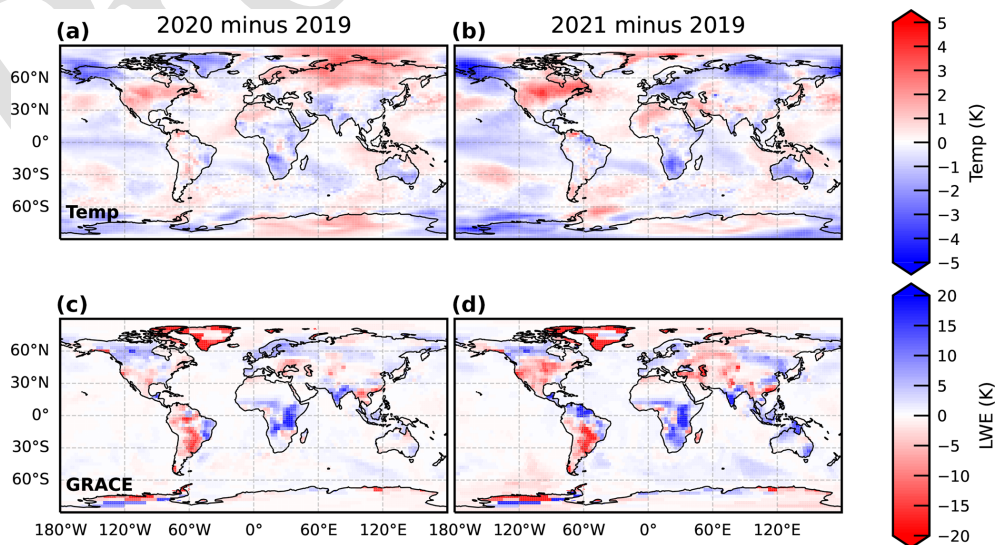 (a) 2020 minus 2019
(b) 2021 minus 2019
60°N
30°N
0°
30°S
60°S
Temp
5
4
3
2
1
0
−1
−2
−3
−4
−5
Temp (K)
(c)
(d)
60°N
30°N
0°
30°S
60°S
GRACE
180°W 120°W 60°W 0° 60°E 120°E 180°W 120°W 60°W 0° 60°E 120°E
20
15
10
5
0
−5
−10
−15
−20
LWE (K)